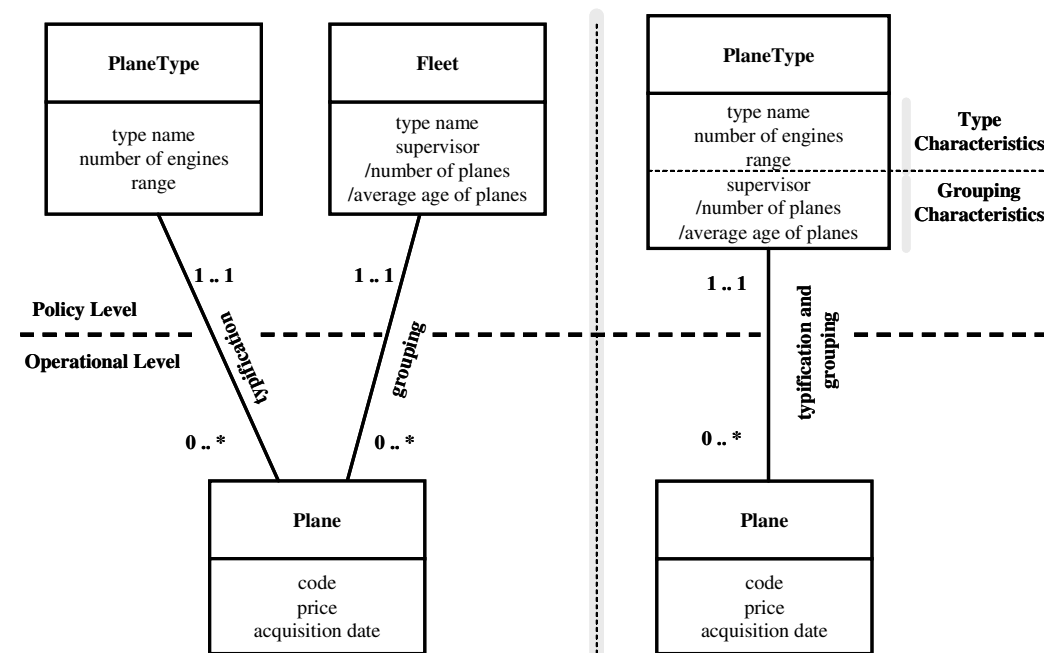 PlaneType
type name
number of engines
range
Fleet
type name
supervisor
/number of planes
/average age of planes
1 .. 1
1 .. 1
Policy Level
Operational Level
typification
grouping
0 .. *
0 .. *
Plane
code
price
acquisition date
PlaneType
type name
number of engines
range
supervisor
/number of planes
/average age of planes
Type
Characteristics
Grouping
Characteristics
1 .. 1
typification and
grouping
0 .. *
Plane
code
price
acquisition date